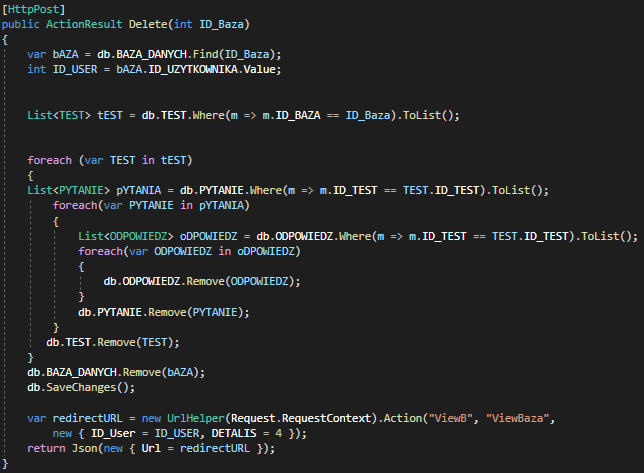 [HttpPost]
public ActionResult Delete(int ID_Baza)
{
var bAZA = db.BAZA_DANYCH.Find(ID_Baza);
int ID_USER = bAZA.ID_UZYTKOWNIKA.Value;
List<TEST> tEST = db.TEST.Where(m => m.ID_BAZA == ID_Baza).ToList();
foreach (var TEST in tEST)
{
List<PYTANIE> pYTANIA = db.PYTANIE.Where(m => m.ID_TEST == TEST.ID_TEST).ToList();
foreach(var PYTANIE in pYTANIA)
{
List<ODPOWIEDZ> oDPOWIEDZ = db.ODPOWIEDZ.Where(m => m.ID_TEST == TEST.ID_TEST).ToList();
foreach(var ODPOWIEDZ in oDPOWIEDZ)
{
db.ODPOWIEDZ.Remove(ODPOWIEDZ);
}
db.PYTANIE.Remove(PYTANIE);
}
db.TEST.Remove(TEST);
}
db.BAZA_DANYCH.Remove(bAZA);
db.SaveChanges();
var redirectURL = new UrlHelper(Request.RequestContext).Action("ViewB", "ViewBaza",
new { ID_User = ID_USER, DETALIS = 4 });
return Json(new { Url = redirectURL });
}